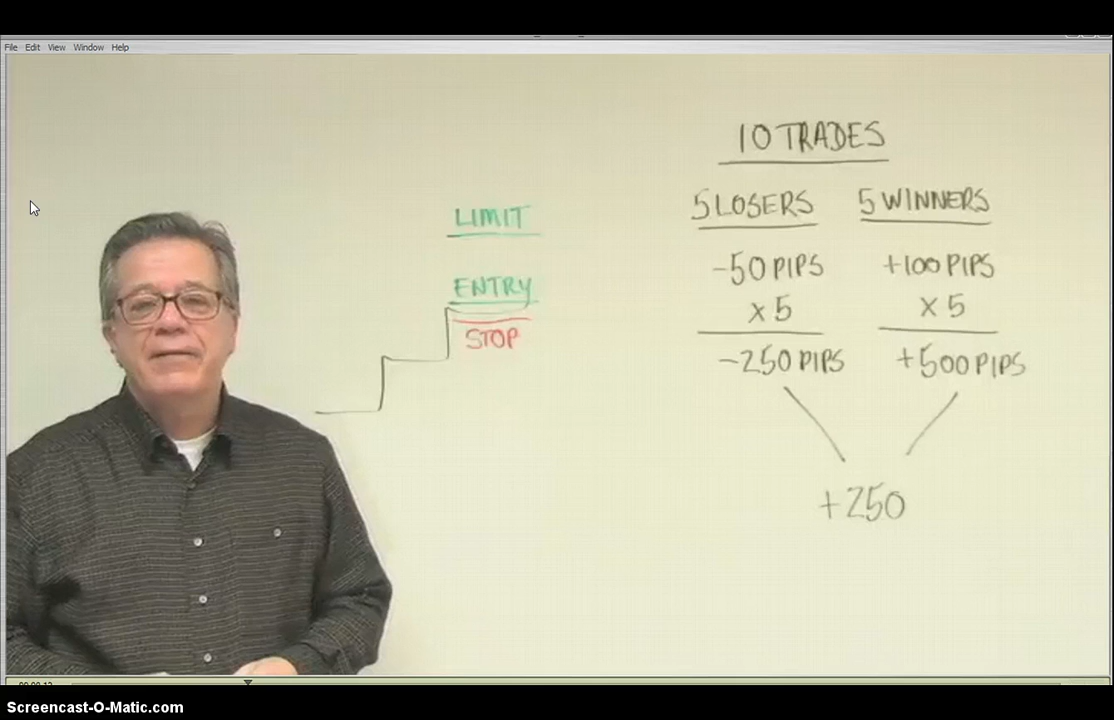 File Edit View Window Help
10 TRADES
5 LOSERS 5 WINNERS
LIMIT
-50 PIPS +100 PIPS
ENTRY
x 5 x 5
STOP
-250 PIPS +500 PIPS
+250
Screencast-O-Matic.com